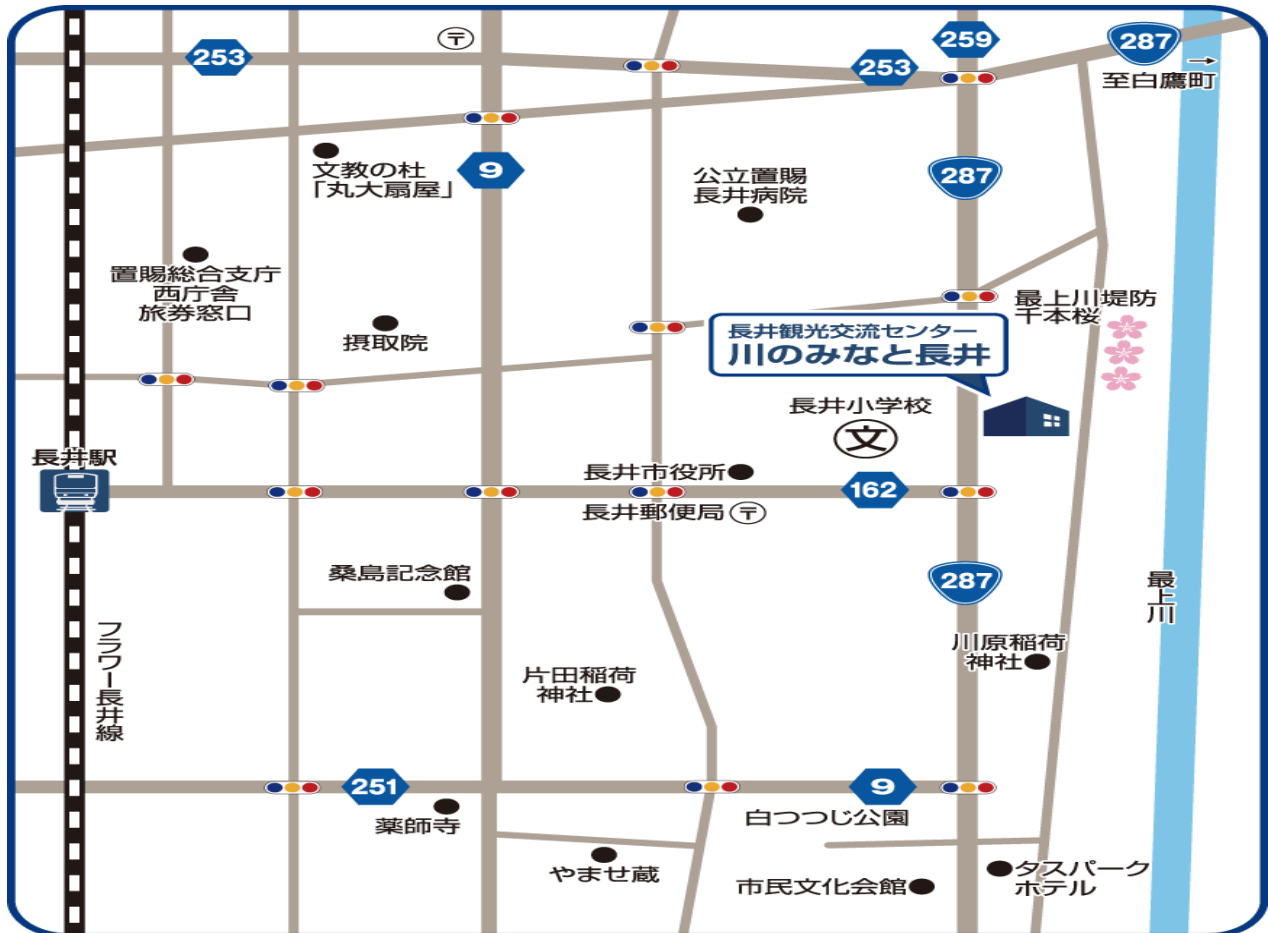 〒
253
259
253
287
→
至白鷹町
文教の杜
「丸大扇屋」
9
公立置賜
長井病院
287
置賜総合支庁
西庁舎
旅券窓口
摂取院
最上川堤防
千本桜
長井観光交流センター
川のみなと長井
長井小学校
文
長井駅
長井市役所
162
長井郵便局〒
桑島記念館
287
最上川
フラワー長井線
川原稲荷
神社
片田稲荷
神社
251
9
薬師寺
白つつじ公園
やませ蔵
市民文化会館
タスパーク
ホテル